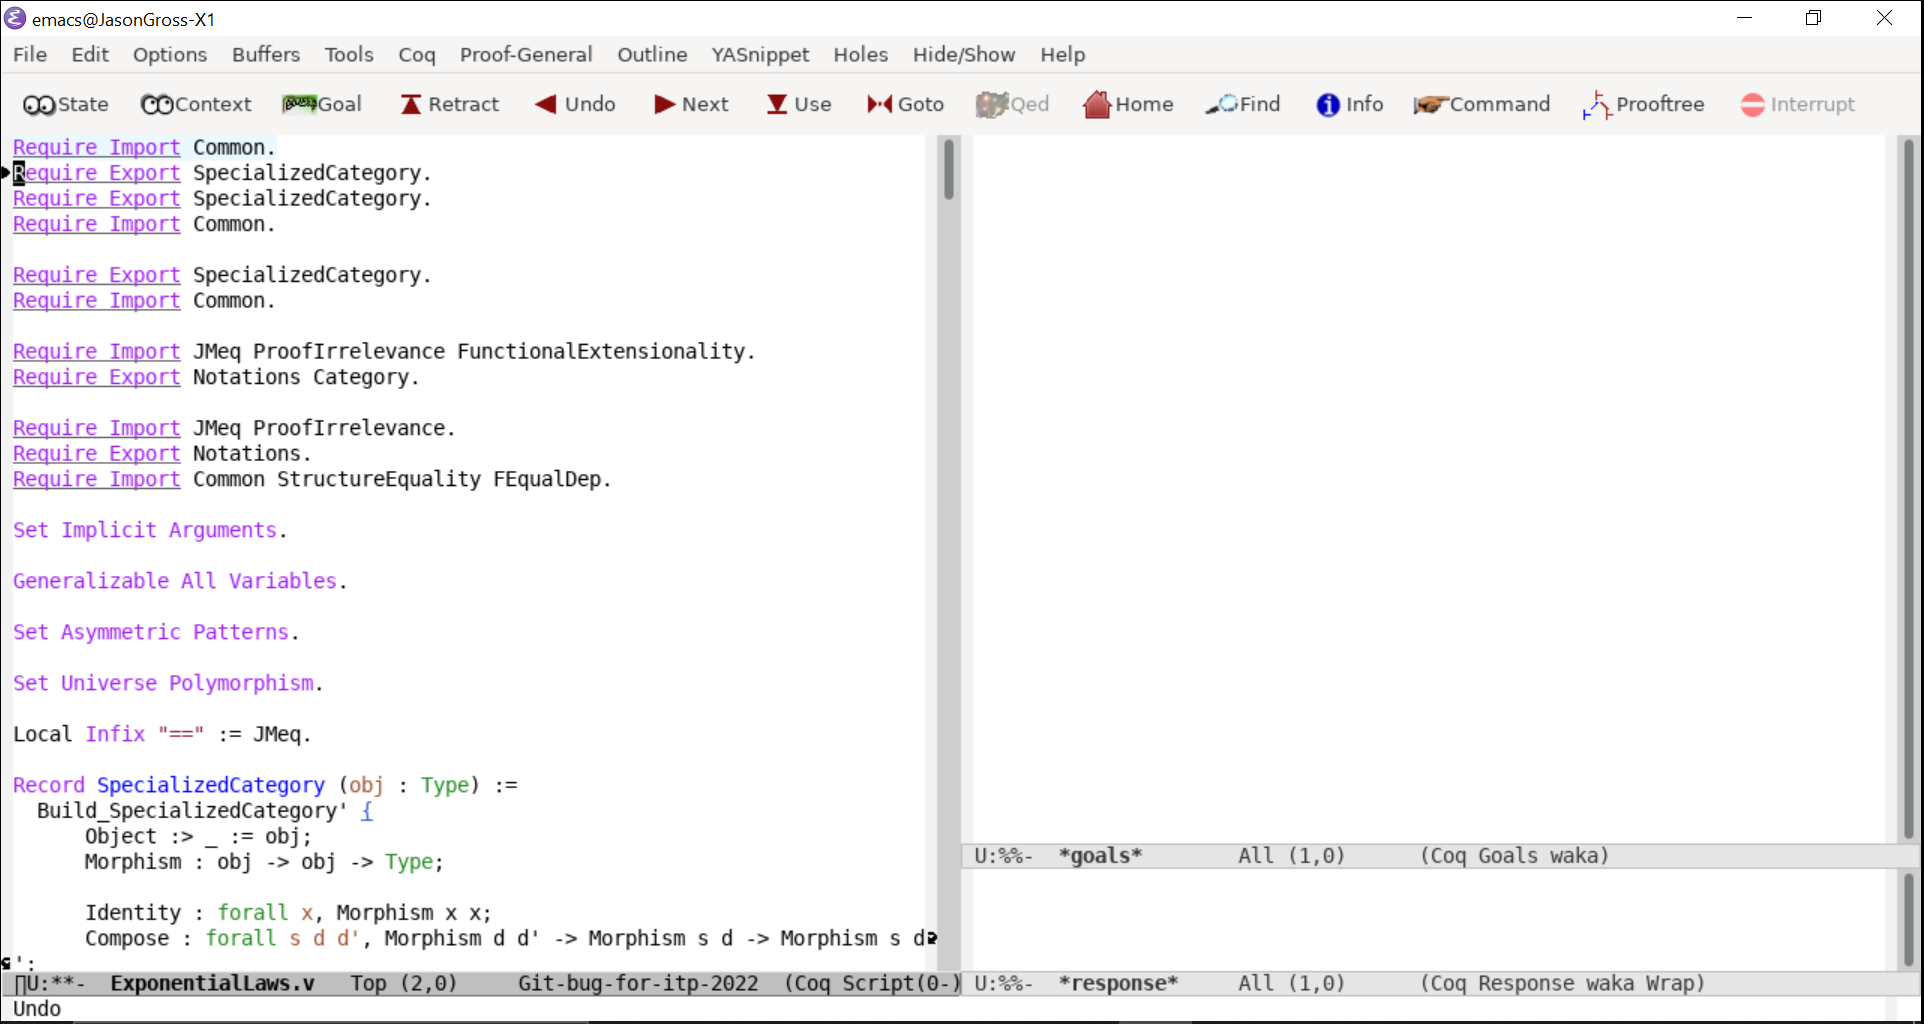 emacs@JasonGross-X1
File Edit Options Buffers Tools Coq Proof-General Outline YASnippet Holes Hide/Show Help
State Context Goal Retract Undo Next Use Goto Qed Home Find Info Command Prooftree Interrupt
Require Import Common.
Require Export SpecializedCategory.
Require Export SpecializedCategory.
Require Import Common.
Require Export SpecializedCategory.
Require Import Common.
Require Import JMeq ProofIrrelevance FunctionalExtensionality.
Require Export Notations Category.
Require Import JMeq ProofIrrelevance.
Require Export Notations.
Require Import Common StructureEquality FEqualDep.
Set Implicit Arguments.
Generalizable All Variables.
Set Asymmetric Patterns.
Set Universe Polymorphism.
Local Infix "==" := JMeq.
Record SpecializedCategory (obj : Type) :=
Build_SpecializedCategory' {
Object :> _ := obj;
Morphism : obj -> obj -> Type;
Identity : forall x, Morphism x x;
Compose : forall s d d', Morphism d d' -> Morphism s d -> Morphism s d
';
U:**- ExponentialLaws.v Top (2,0) Git-bug-for-itp-2022 (Coq Script(0-)
Undo
U:%%- *goals* All (1,0) (Coq Goals waka)
U:%%- *response* All (1,0) (Coq Response waka Wrap)